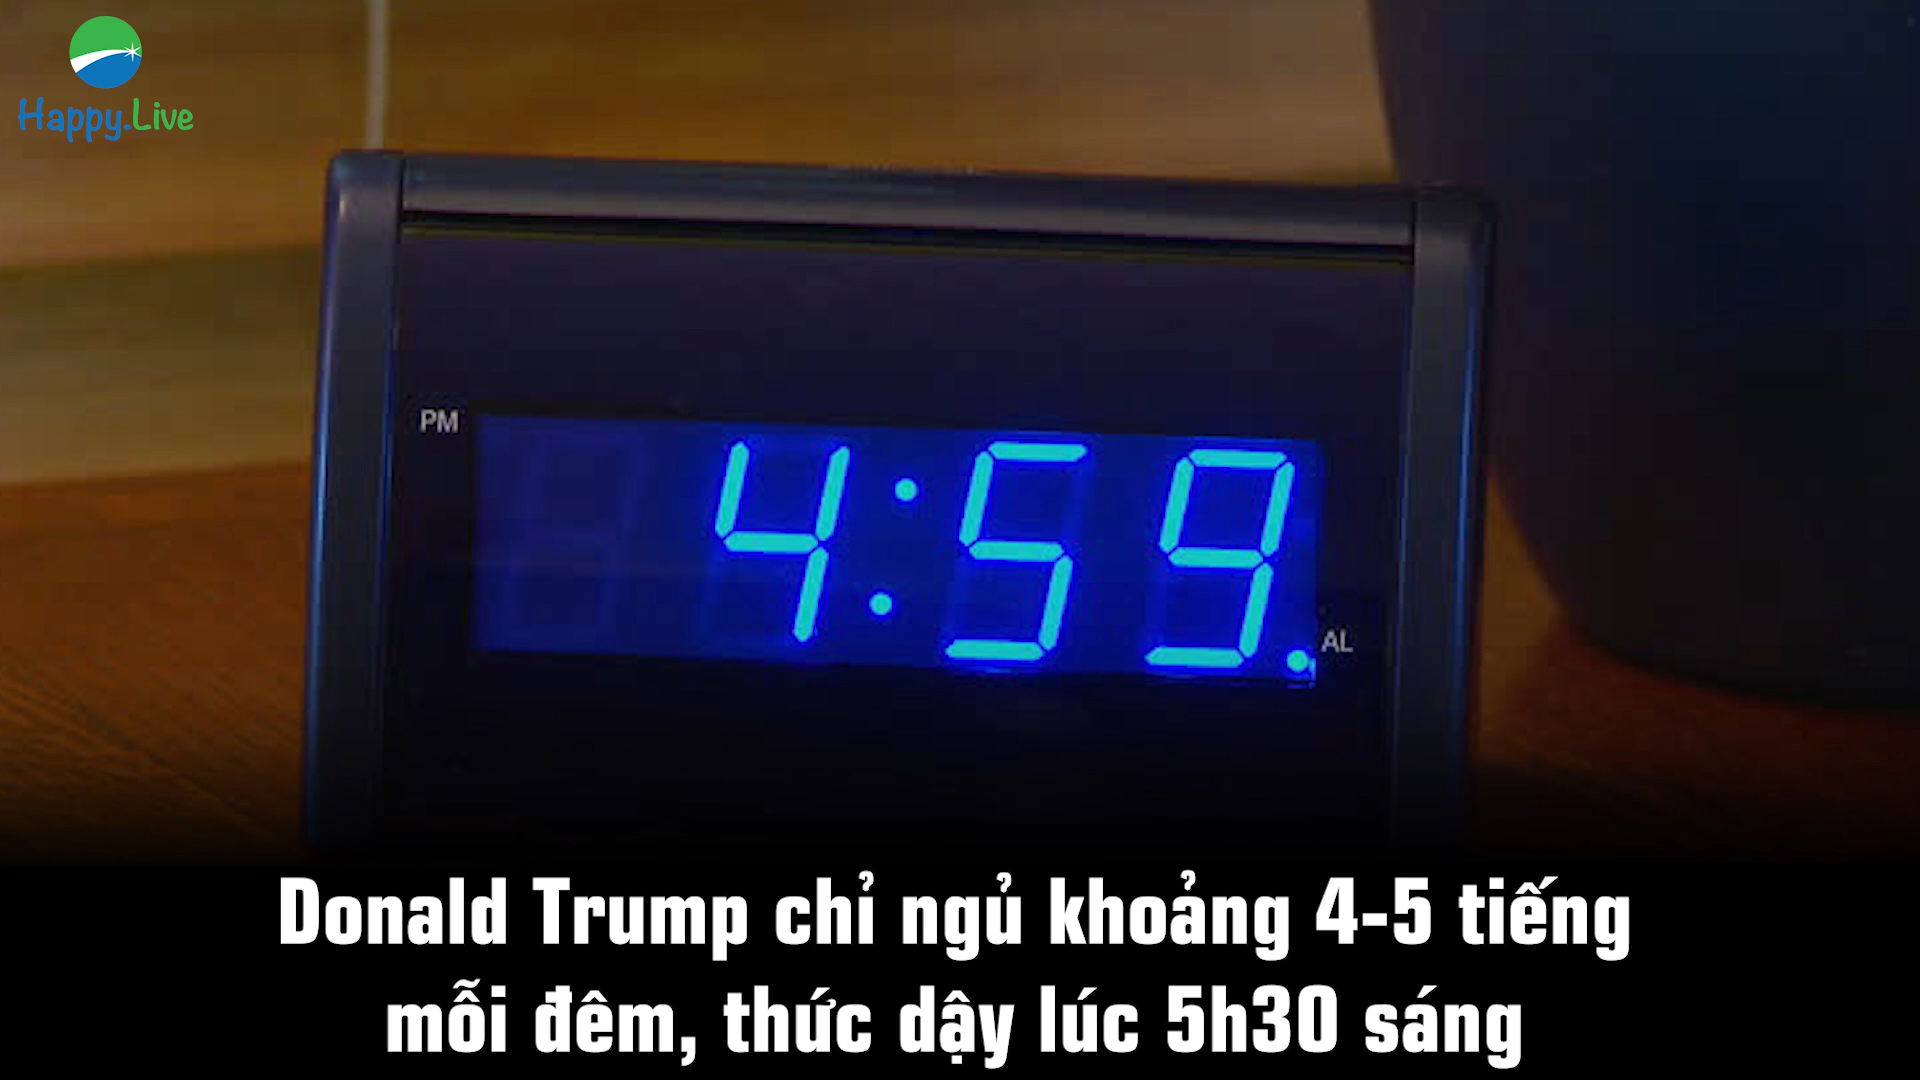 Happy.Live
PM
4:59.
AL
Donald Trump chỉ ngủ khoảng 4-5 tiếng
mỗi đêm, thức dậy lúc 5h30 sáng